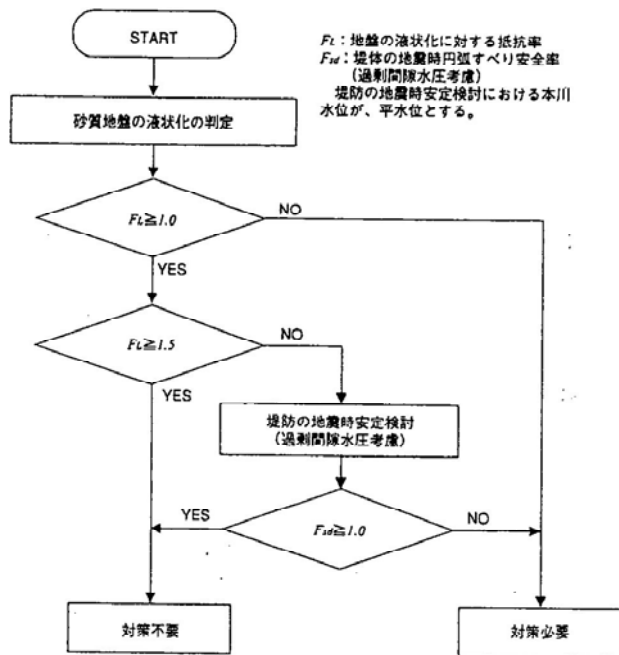 START
FL：地盤の液状化に対する抵抗率
Fsd：堤体の地震時円弧すべり安全率
（過剰間隙水圧考慮）
堤防の地震時安定検討における本川
水位が、平水位とする。
砂質地盤の液状化の判定
FL≧1.0
NO
YES
FL≧1.5
NO
YES
堤防の地震時安定検討
（過剰間隙水圧考慮）
YES
Fsd≧1.0
NO
対策不要
対策必要